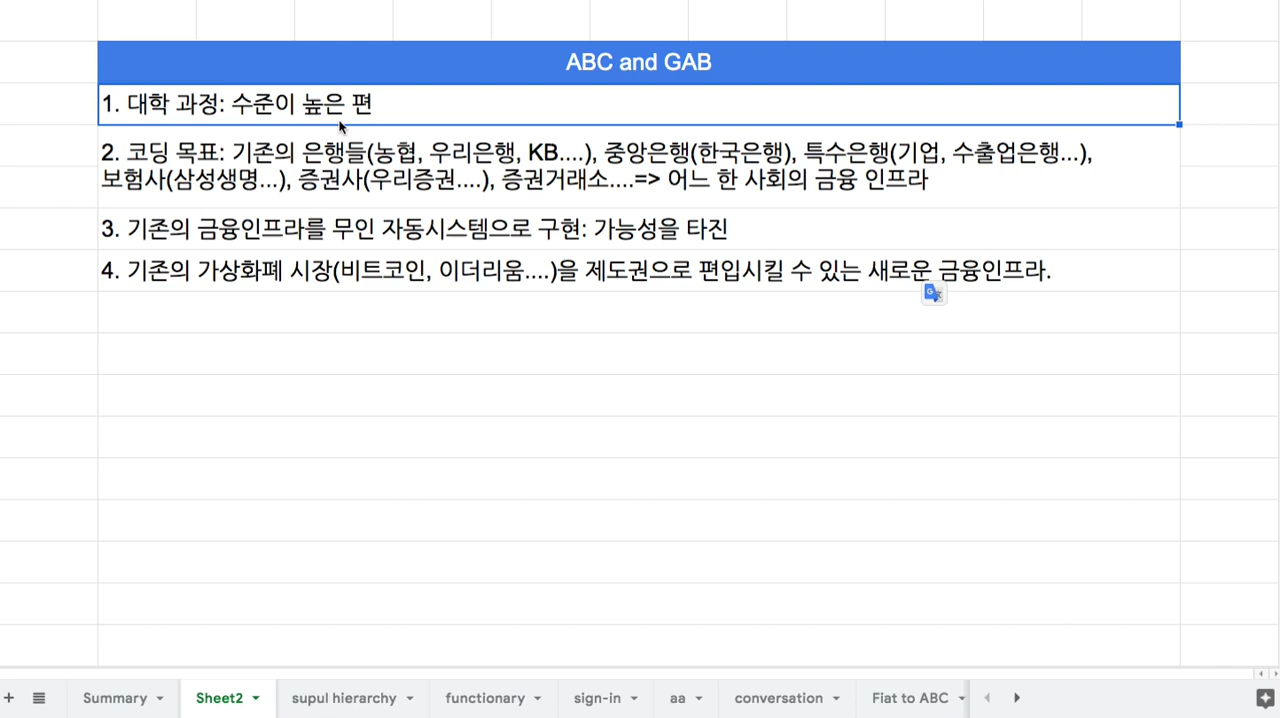 ABC and GAB
1. 대학 과정: 수준이 높은 편
2. 코딩 목표: 기존의 은행들(농협, 우리은행, KB....), 중앙은행(한국은행), 특수은행(기업, 수출업은행...),
보험사(삼성생명...), 증권사(우리증권....), 증권거래소....=> 어느 한 사회의 금융 인프라
3. 기존의 금융인프라를 무인 자동시스템으로 구현: 가능성을 타진
4. 기존의 가상화폐 시장(비트코인, 이더리움....)을 제도권으로 편입시킬 수 있는 새로운 금융인프라.
Summary Sheet2 supul hierarchy functionary sign-in aa conversation Fiat to ABC